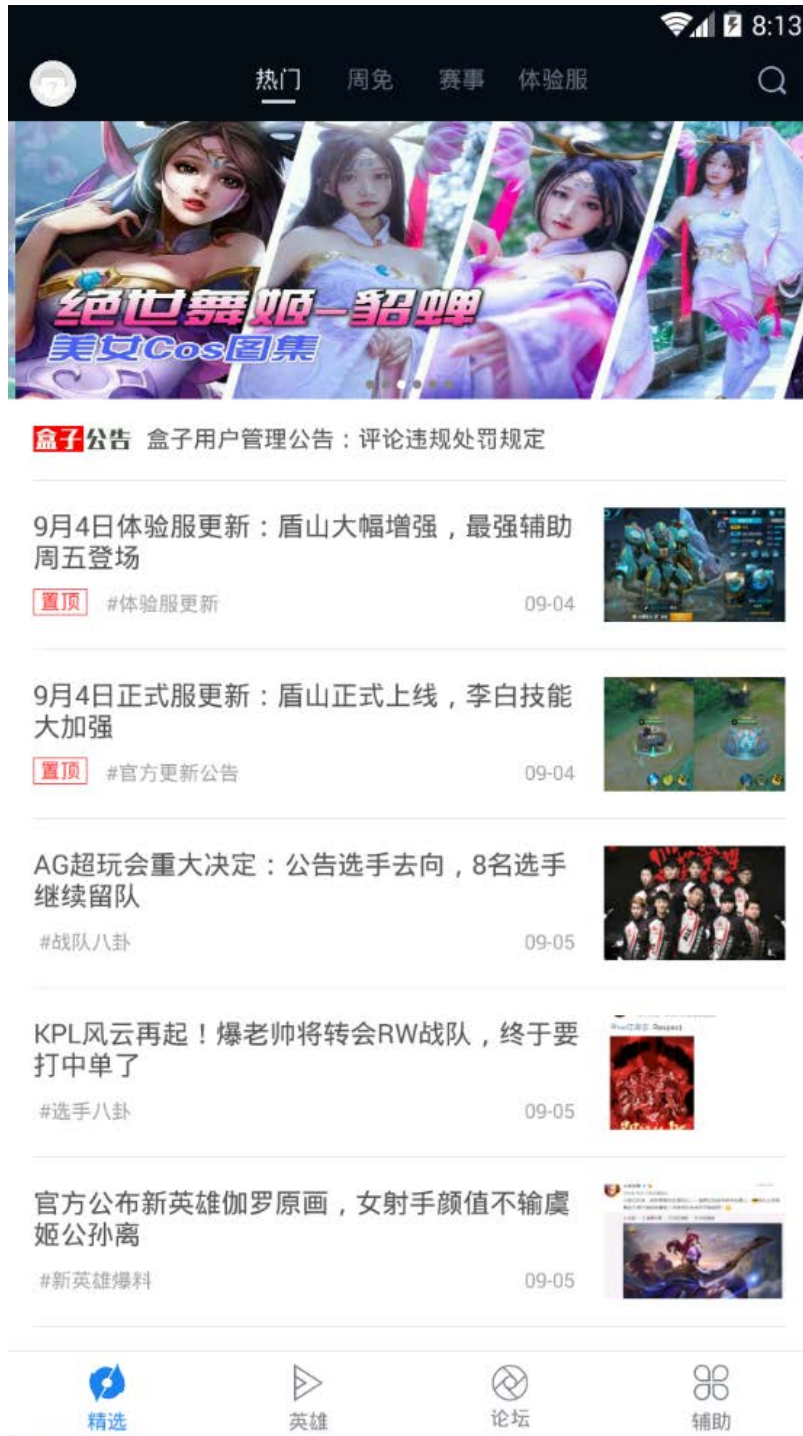 8:13
热门 周免 赛事 体验服
绝世舞姬-貂蝉
美女Cos图集
盒子公告 盒子用户管理公告：评论违规处罚规定
9月4日体验服更新：盾山大幅增强，最强辅助
周五登场
置顶 #体验服更新 09-04
9月4日正式服更新：盾山正式上线，李白技能
大加强
置顶 #官方更新公告 09-04
AG超玩会重大决定：公告选手去向，8名选手
继续留队
#战队八卦 09-05
KPL风云再起！爆老帅将转会RW战队，终于要
打中单了
#选手八卦 09-05
Respect
官方公布新英雄伽罗原画，女射手颜值不输虞
姬公孙离
#新英雄爆料 09-05
精选 英雄 论坛 辅助